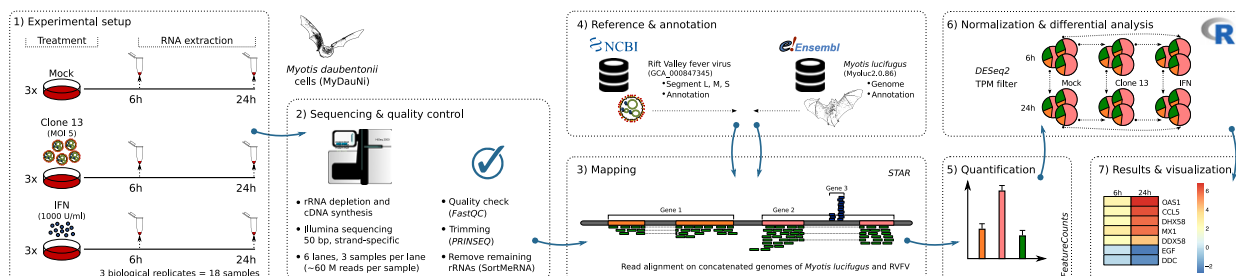 1) Experimental setup
Treatment
RNA extraction
Mock
3x
6h
24h
Clone 13
(MOI 5)
3x
6h
24h
IFN
(1000 U/ml)
3x
6h
24h
3 biological replicates = 18 samples
Myotis daubentonii
cells (MyDauNi)
2) Sequencing & quality control
• rRNA depletion and
cDNA synthesis
• Illumina sequencing
50 bp, strand-specific
• 6 lanes, 3 samples per lane
(~60 M reads per sample)
• Quality check
(FastQC)
• Trimming
(PRINSEQ)
• Remove remaining
rRNAs (SortMeRNA)
4) Reference & annotation
NCBI
Rift Valley fever virus
(GCA_000847345)
• Segment L, M, S
• Annotation
e!Ensembl
Myotis lucifugus
(Myoluc2.0.86)
• Genome
• Annotation
3) Mapping
STAR
Gene 1
Gene 2
Gene 3
Read alignment on concatenated genomes of Myotis lucifugus and RVFV
6) Normalization & differential analysis
R
DESeq2
TPM filter
6h
Mock
Clone 13
IFN
24h
5) Quantification
FeatureCounts
7) Results & visualization
6h
24h
OAS1
CCL5
DHX58
MX1
DDX58
EGF
DDC
6
4
2
0
−2